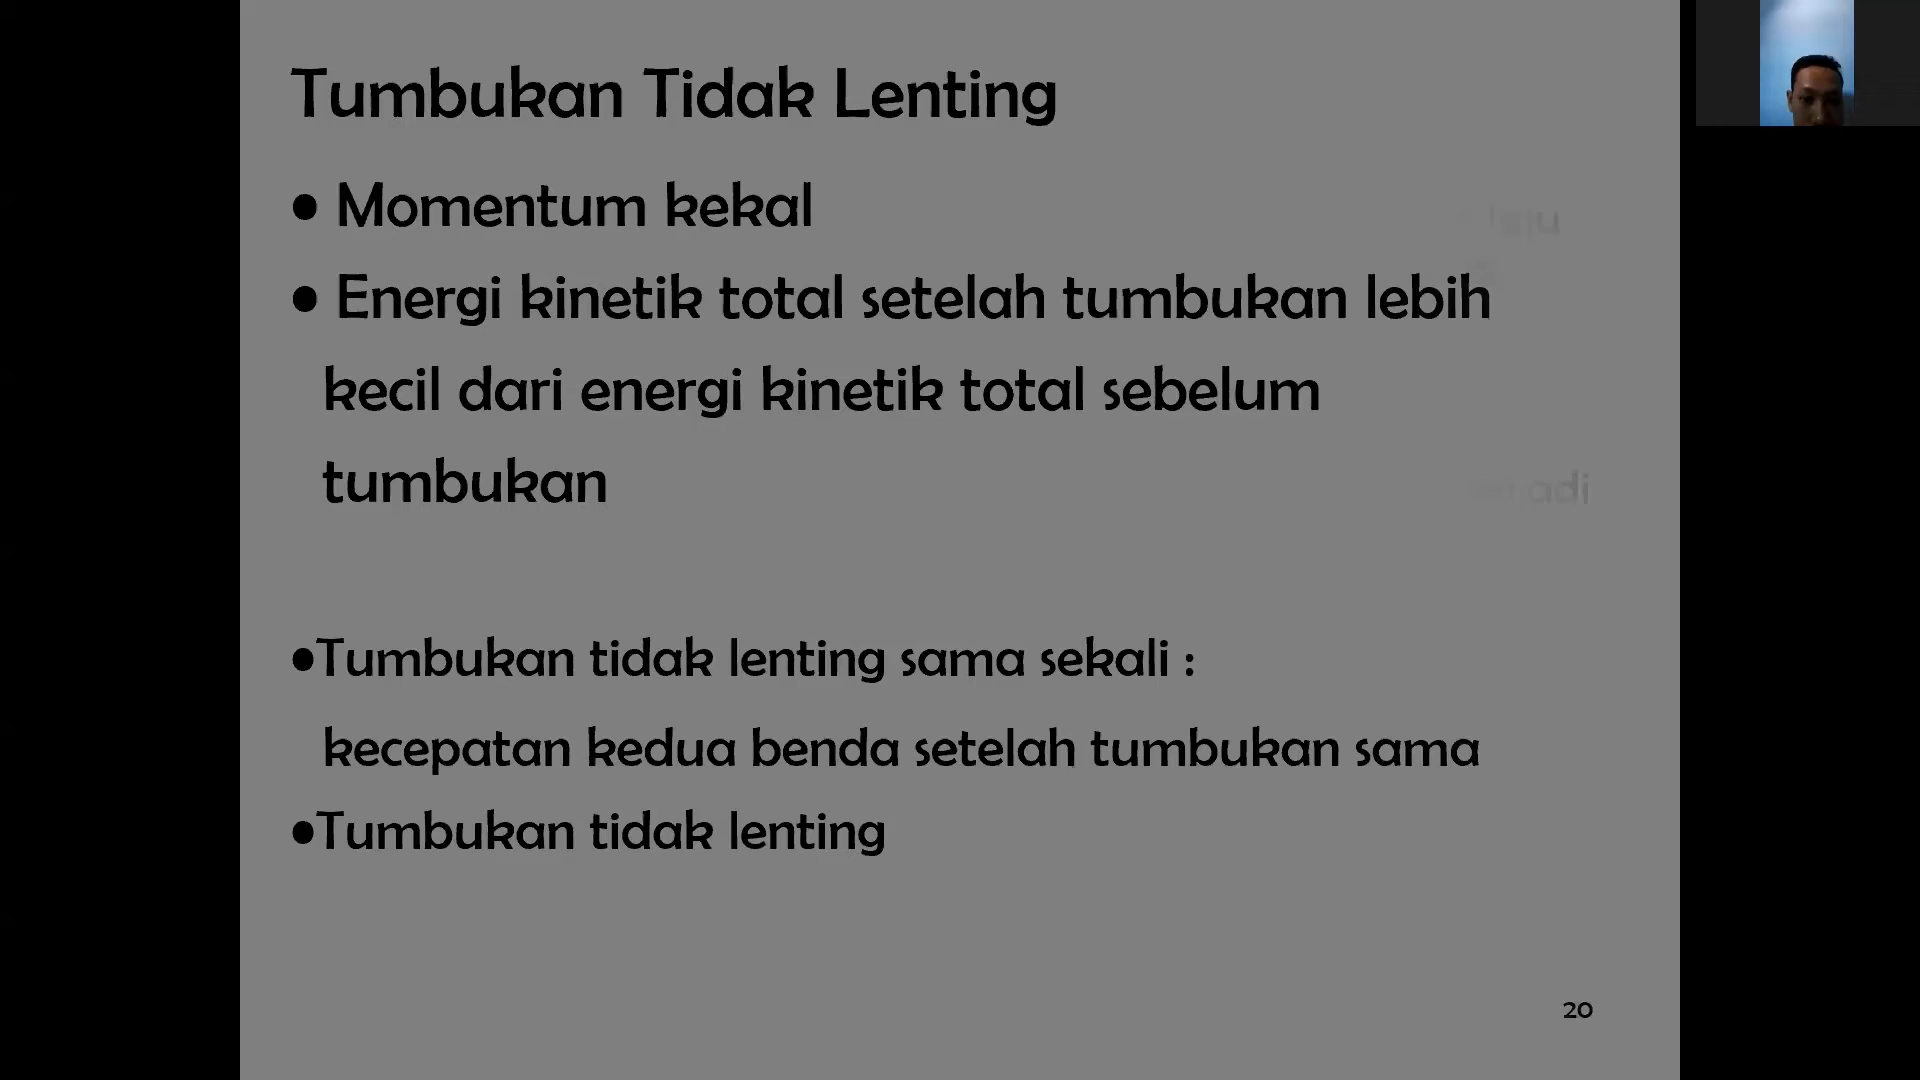 Tumbukan Tidak Lenting
• Momentum kekal
• Energi kinetik total setelah tumbukan lebih
kecil dari energi kinetik total sebelum
tumbukan
•Tumbukan tidak lenting sama sekali :
kecepatan kedua benda setelah tumbukan sama
•Tumbukan tidak lenting
20